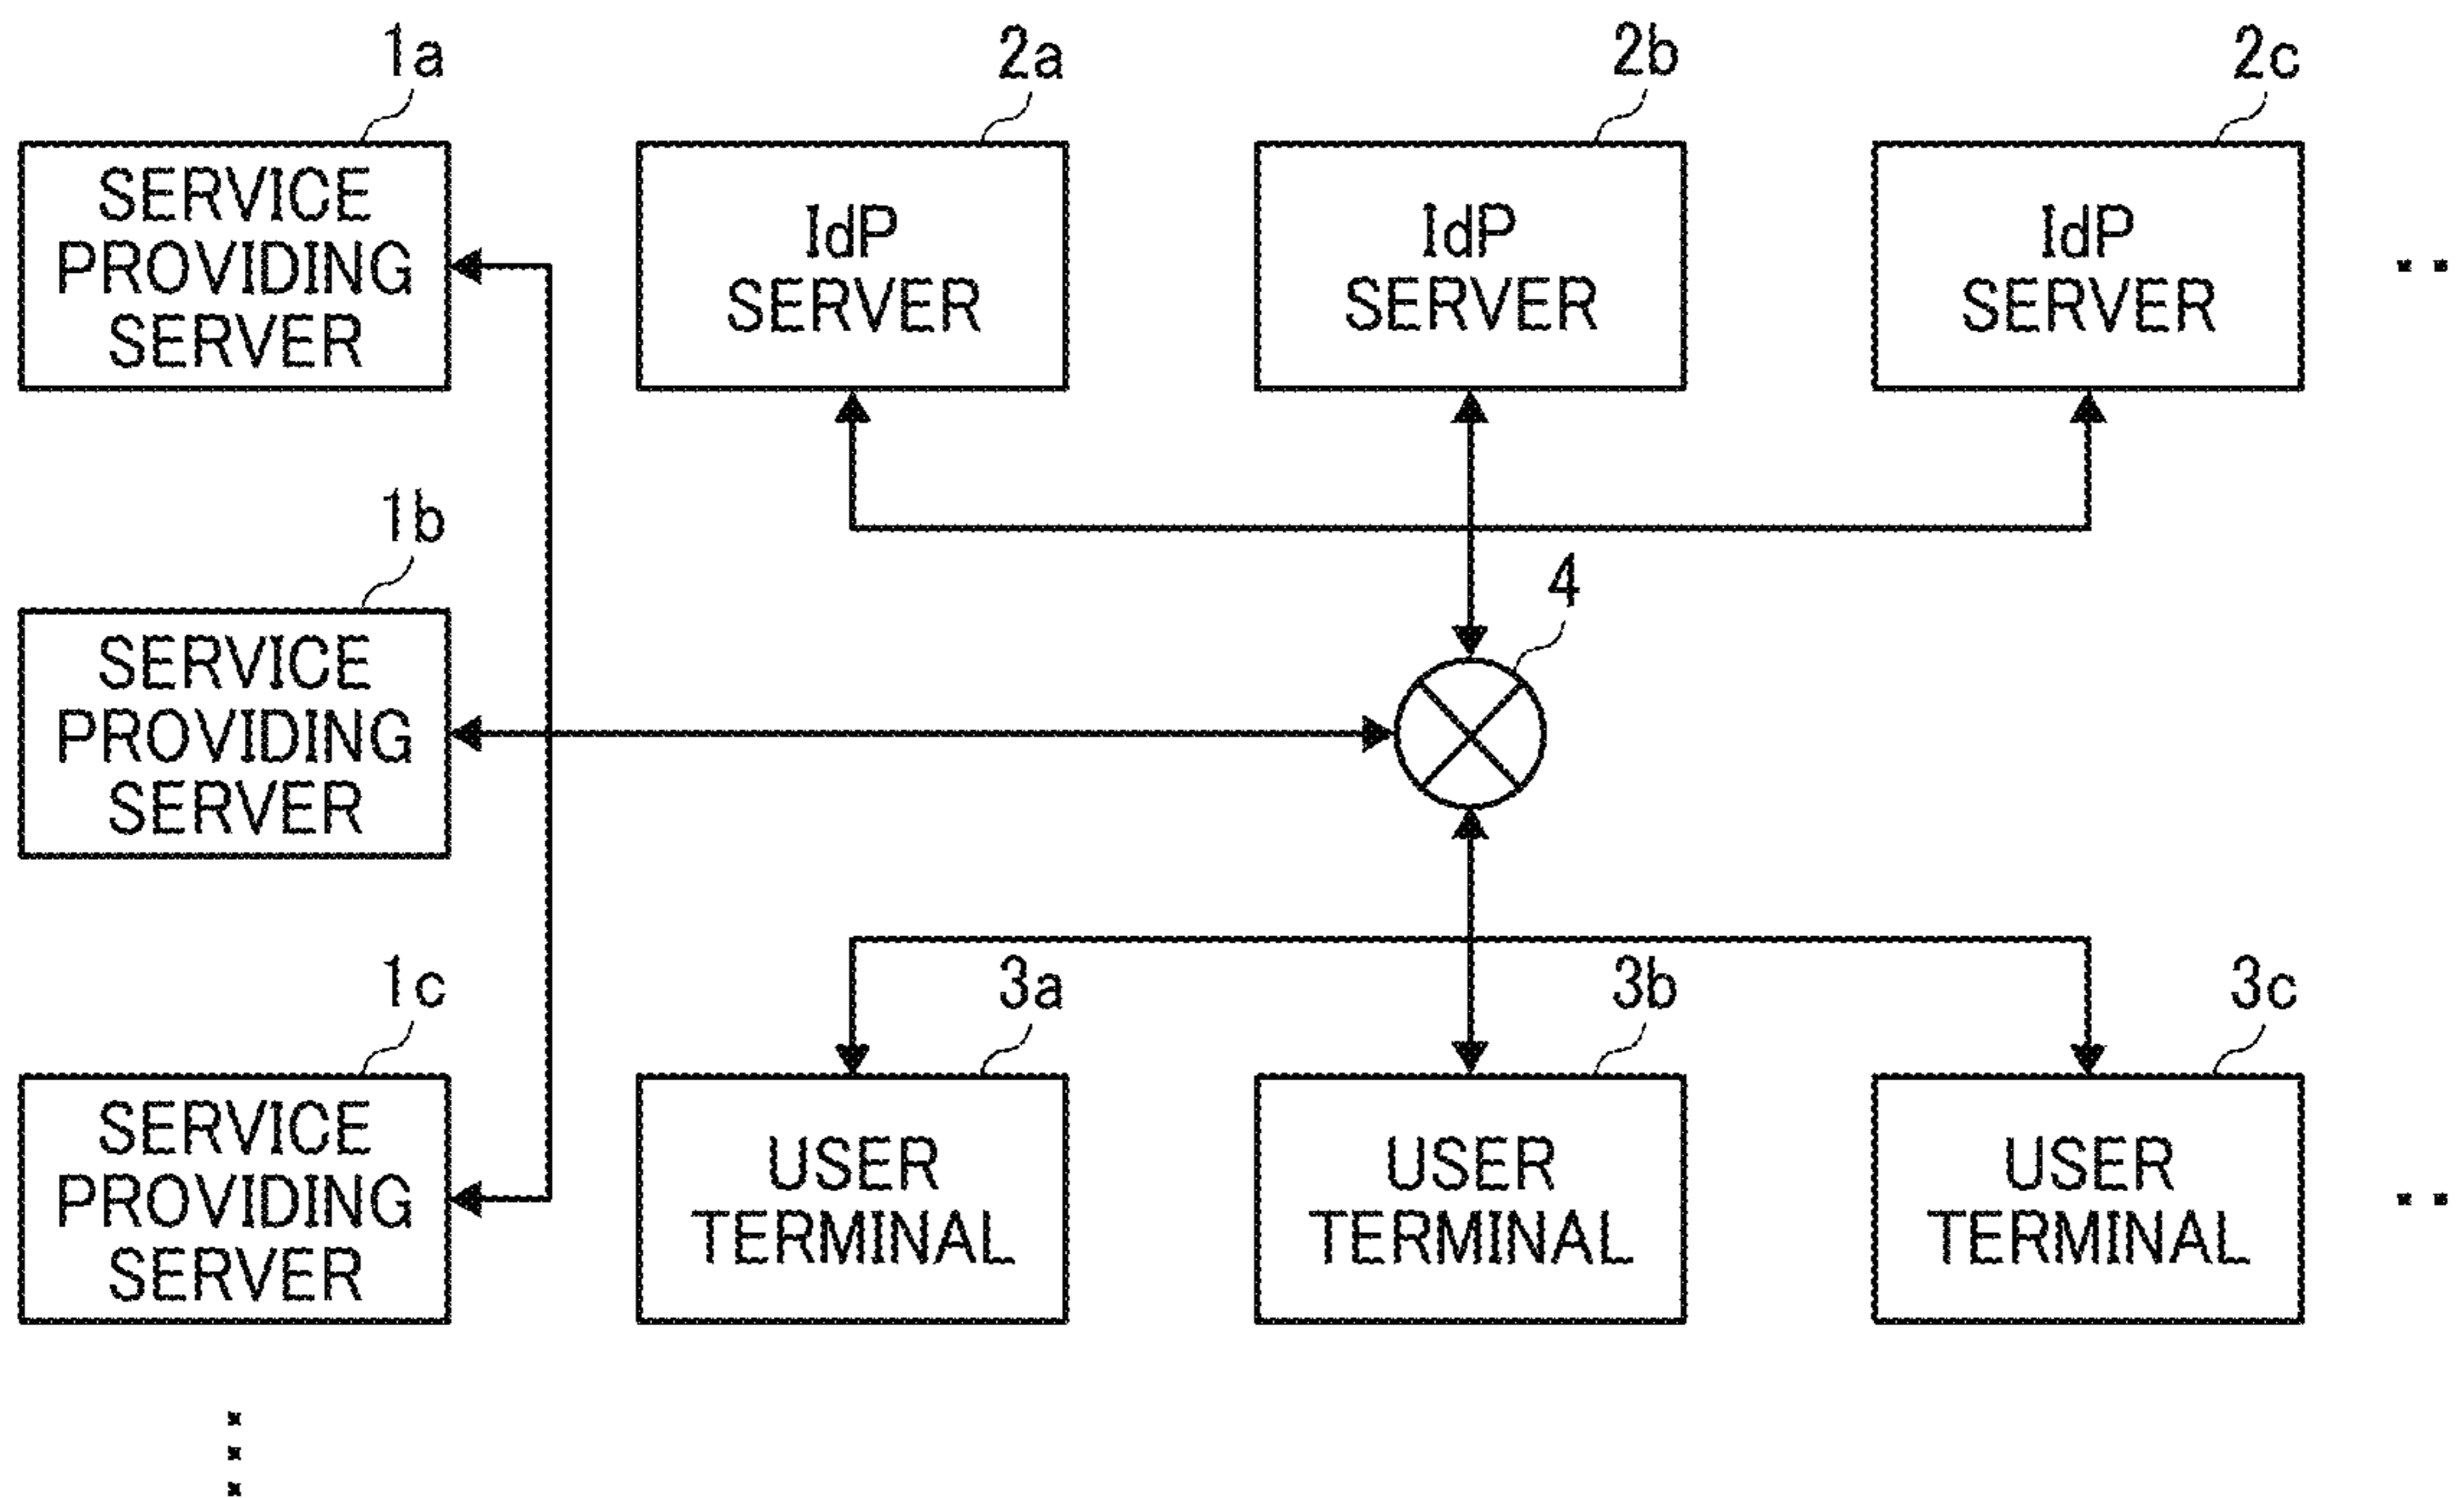 1a
2a
2b
2c
SERVICE
PROVIDING
SERVER
IdP
SERVER
IdP
SERVER
IdP
SERVER
1b
4
SERVICE
PROVIDING
SERVER
1c
3a
3b
3c
SERVICE
PROVIDING
SERVER
USER
TERMINAL
USER
TERMINAL
USER
TERMINAL